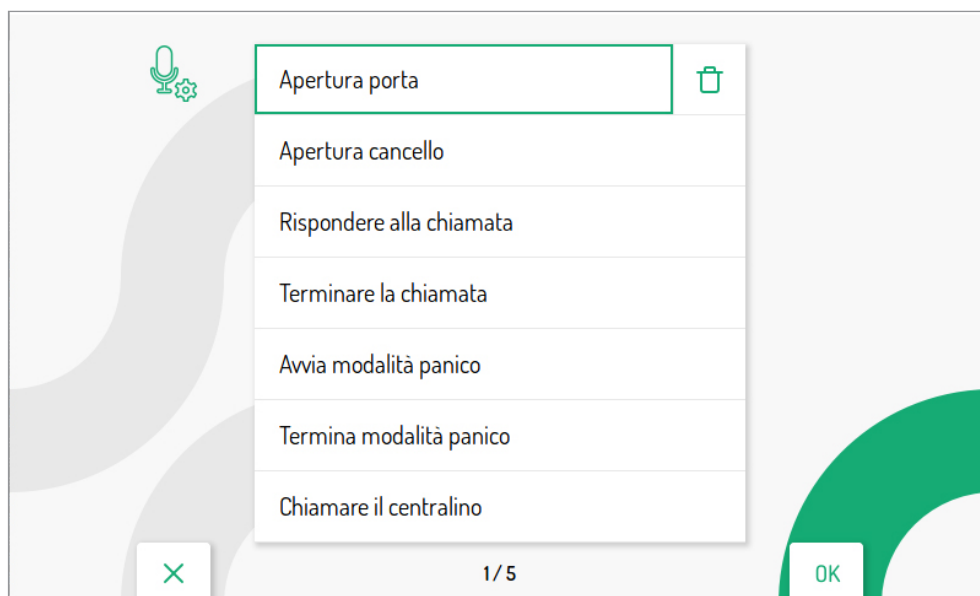 Apertura porta
Apertura cancello
Rispondere alla chiamata
Terminare la chiamata
Avvia modalità panico
Termina modalità panico
Chiamare il centralino
1 / 5
OK